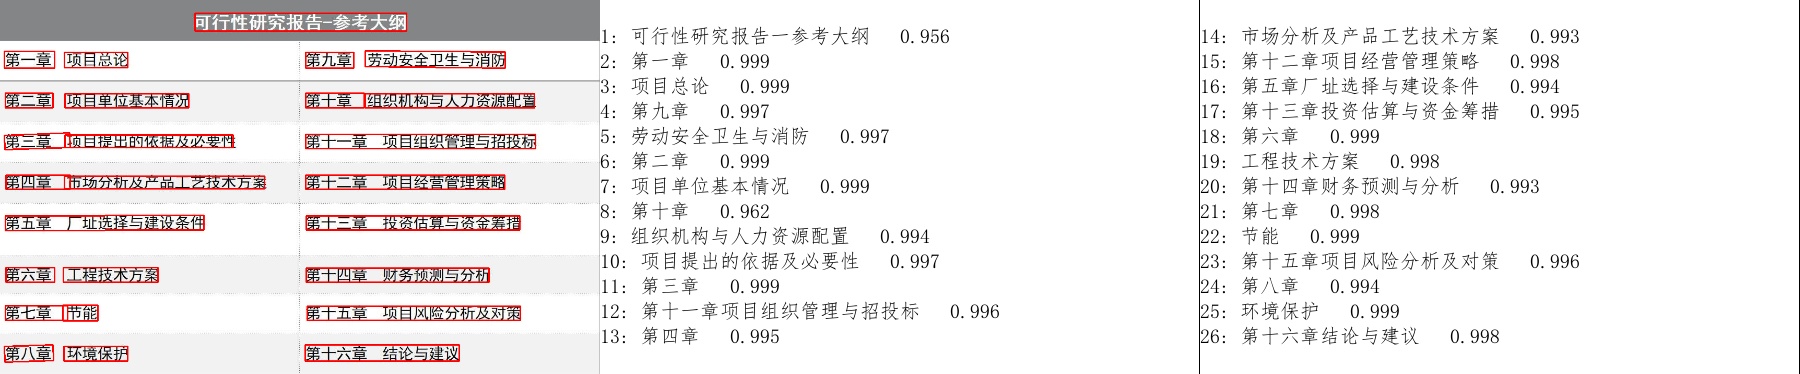 可行性研究报告-参考大纲
第一章 项目总论 第九章 劳动安全卫生与消防
第二章 项目单位基本情况 第十章 组织机构与人力资源配置
第三章 项目提出的依据及必要性 第十一章 项目组织管理与招投标
第四章 市场分析及产品工艺技术方案 第十二章 项目经营管理策略
第五章 厂址选择与建设条件 第十三章 投资估算与资金筹措
第六章 工程技术方案 第十四章 财务预测与分析
第七章 节能 第十五章 项目风险分析及对策
第八章 环境保护 第十六章 结论与建议
1: 可行性研究报告一参考大纲 0.956
2: 第一章 0.999
3: 项目总论 0.999
4: 第九章 0.997
5: 劳动安全卫生与消防 0.997
6: 第二章 0.999
7: 项目单位基本情况 0.999
8: 第十章 0.962
9: 组织机构与人力资源配置 0.994
10: 项目提出的依据及必要性 0.997
11: 第三章 0.999
12: 第十一章项目组织管理与招投标 0.996
13: 第四章 0.995
14: 市场分析及产品工艺技术方案 0.993
15: 第十二章项目经营管理策略 0.998
16: 第五章厂址选择与建设条件 0.994
17: 第十三章投资估算与资金筹措 0.995
18: 第六章 0.999
19: 工程技术方案 0.998
20: 第十四章财务预测与分析 0.993
21: 第七章 0.998
22: 节能 0.999
23: 第十五章项目风险分析及对策 0.996
24: 第八章 0.994
25: 环境保护 0.999
26: 第十六章结论与建议 0.998